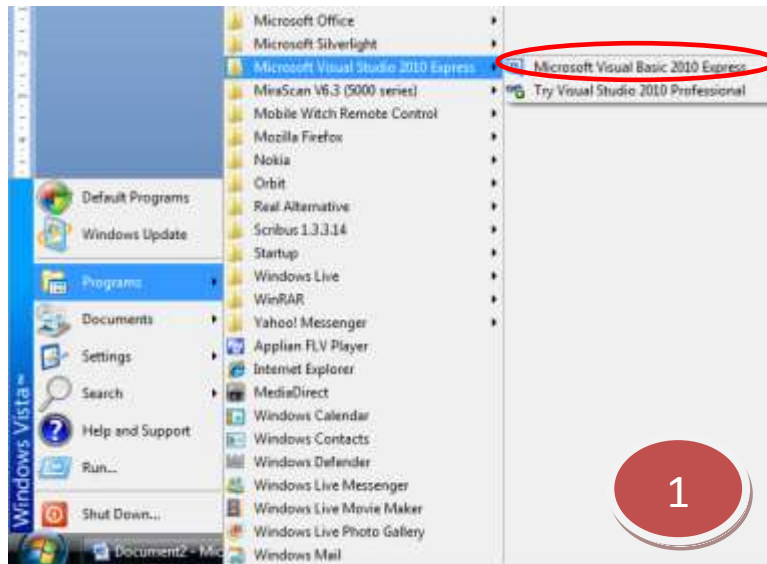 Microsoft Office
Microsoft Silverlight
Microsoft Visual Studio 2010 Express
MiraScan V6.3 (5000 series)
Mobile Witch Remote Control
Mozilla Firefox
Nokia
Orbit
Real Alternative
Scribus 1.3.3.14
Startup
Windows Live
WinRAR
Yahoo! Messenger
Applian FLV Player
Internet Explorer
MediaDirect
Windows Calendar
Windows Contacts
Windows Defender
Windows Live Messenger
Windows Live Movie Maker
Windows Live Photo Gallery
Windows Mail
Microsoft Visual Basic 2010 Express
Try Visual Studio 2010 Professional
Default Programs
Windows Update
Programs
Documents
Settings
Search
Help and Support
Run...
Shut Down...
Windows Vista™
Document2 - Mic
1